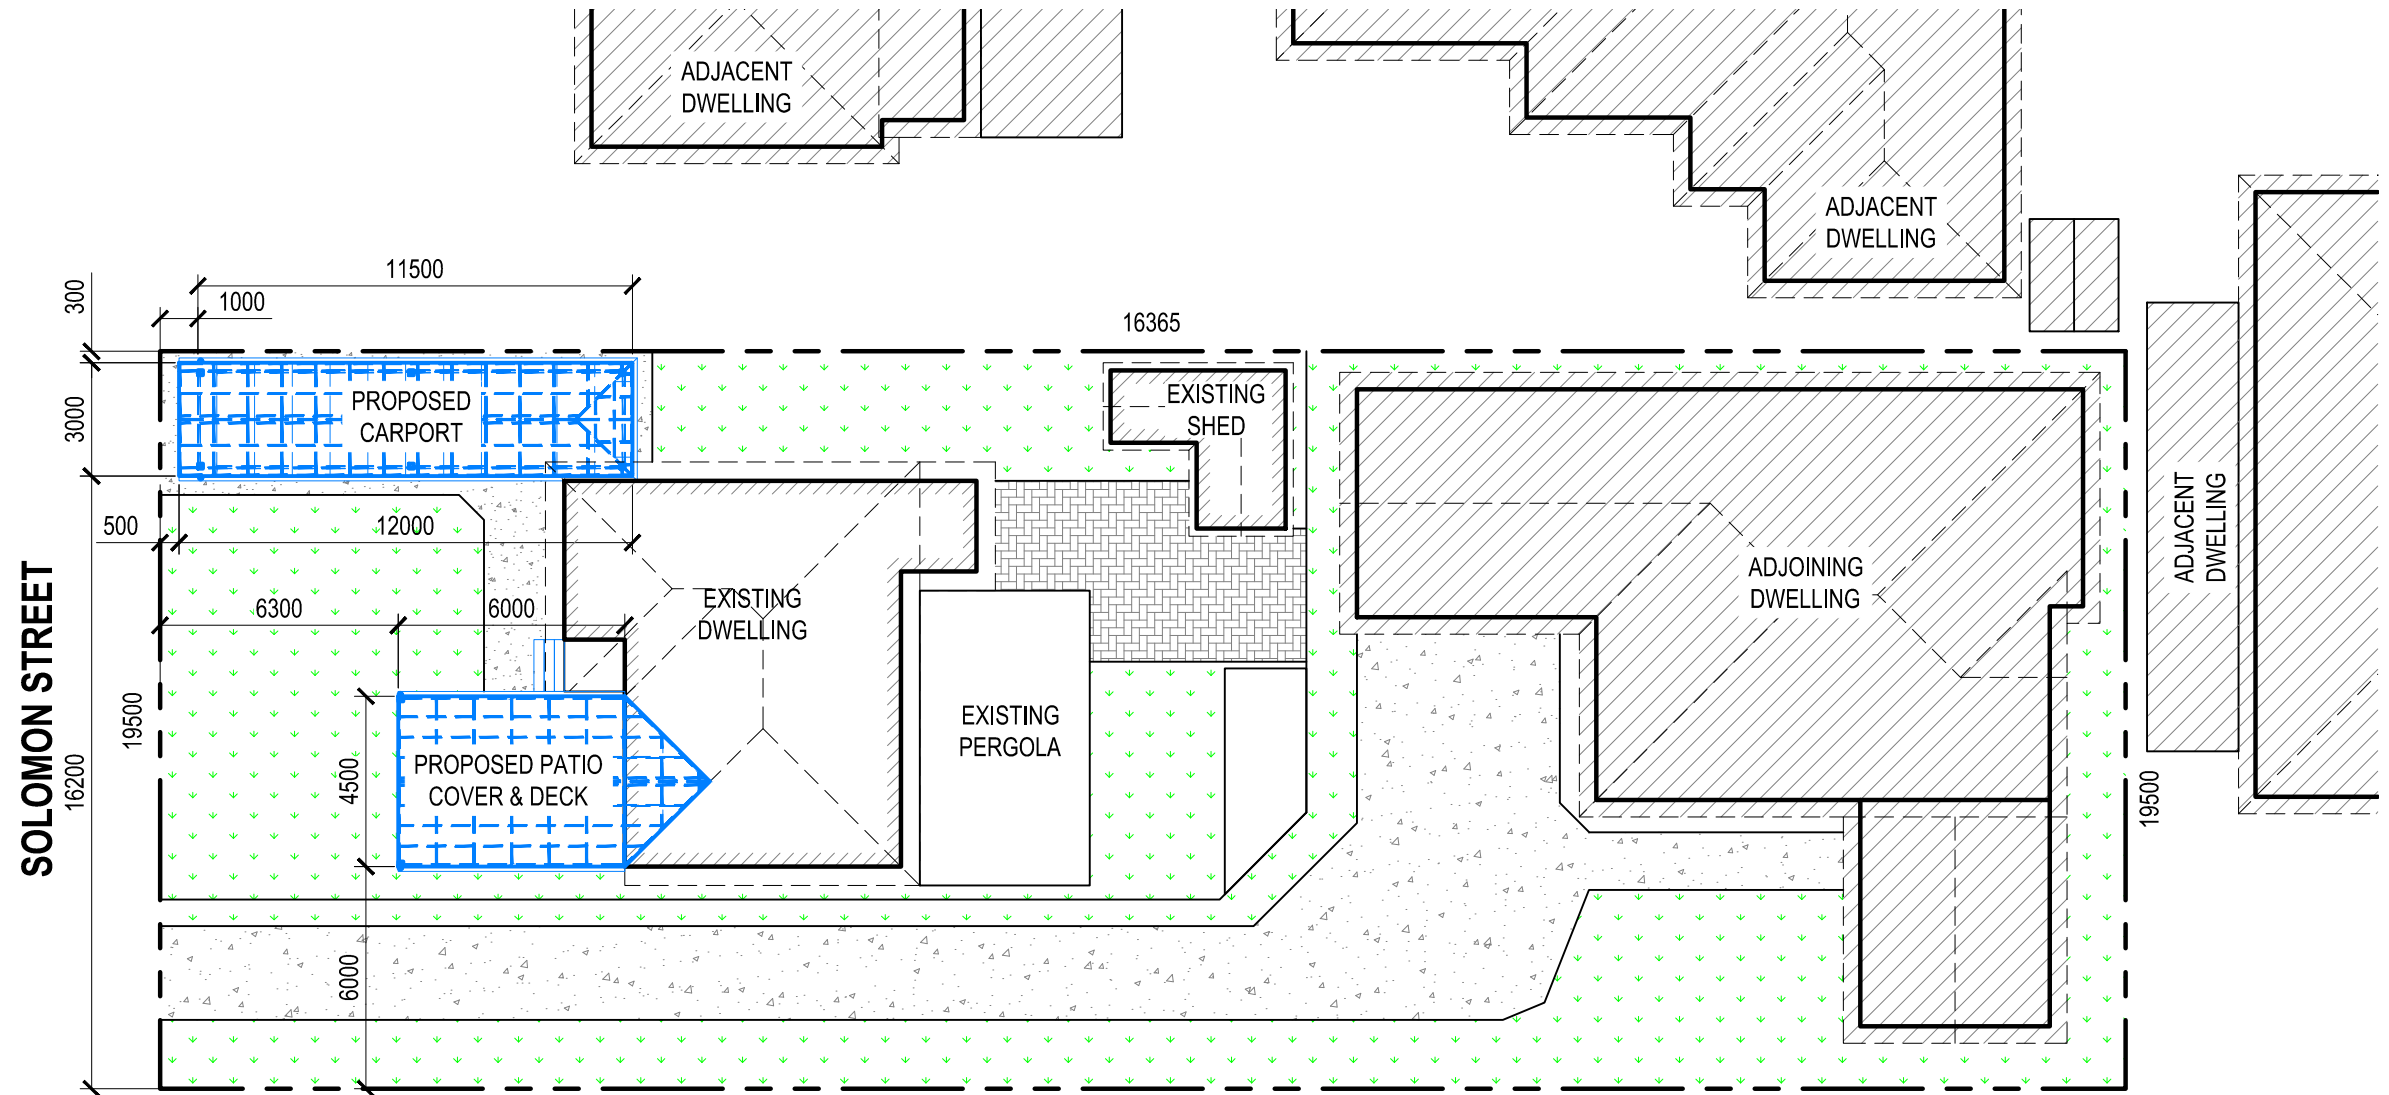 ADJACENT
DWELLING
ADJACENT
DWELLING
11500
300
1000
16365
3000
PROPOSED
CARPORT
EXISTING
SHED
500
12000
ADJACENT
DWELLING
SOLOMON STREET
6300
6000
EXISTING
DWELLING
ADJOINING
DWELLING
19500
16200
4500
PROPOSED PATIO
COVER & DECK
EXISTING
PERGOLA
19500
6000